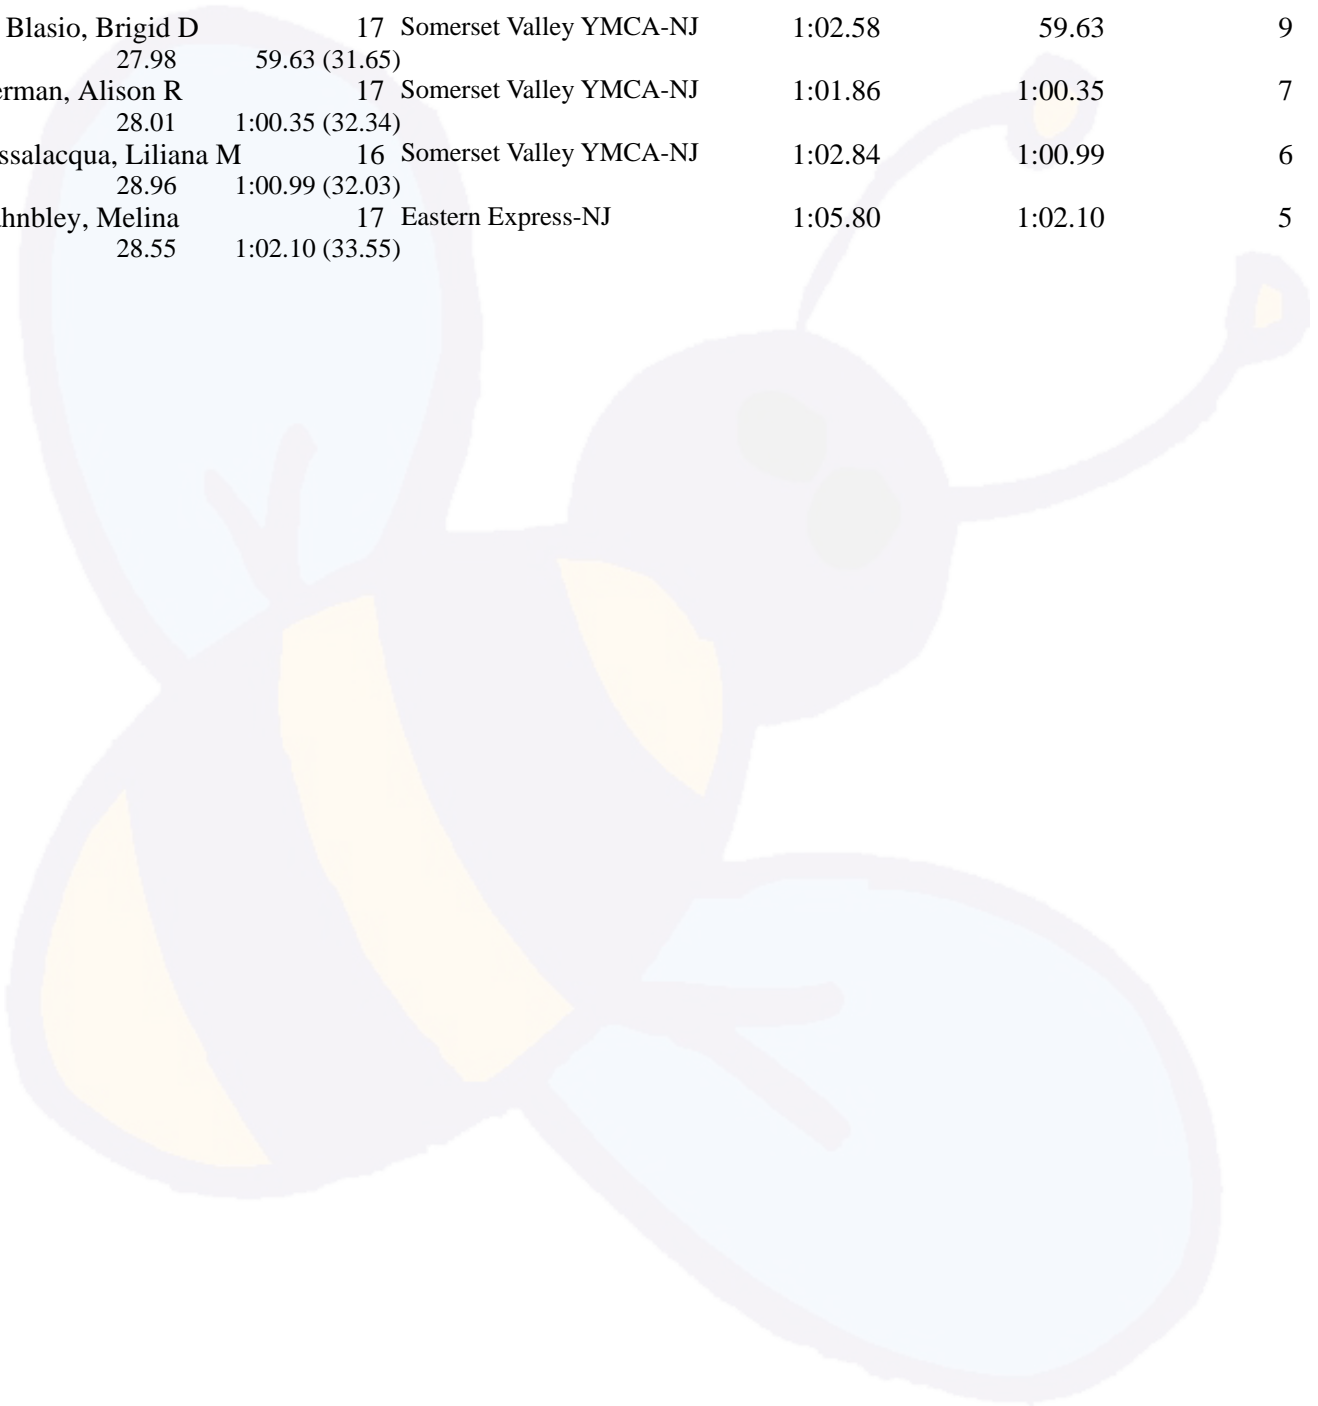 Blasio, Brigid D 17 Somerset Valley YMCA-NJ 1:02.58 59.63 9
27.98 59.63 (31.65)
erman, Alison R 17 Somerset Valley YMCA-NJ 1:01.86 1:00.35 7
28.01 1:00.35 (32.34)
ssalacqua, Liliana M 16 Somerset Valley YMCA-NJ 1:02.84 1:00.99 6
28.96 1:00.99 (32.03)
hnbley, Melina 17 Eastern Express-NJ 1:05.80 1:02.10 5
28.55 1:02.10 (33.55)